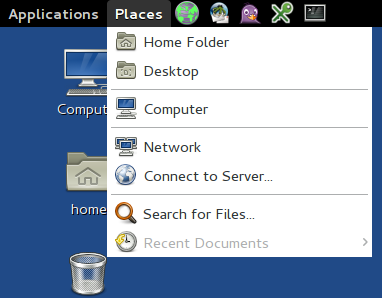 Applications Places
Home Folder
Desktop
Comput
Computer
Network
Connect to Server...
home
Search for Files...
Recent Documents